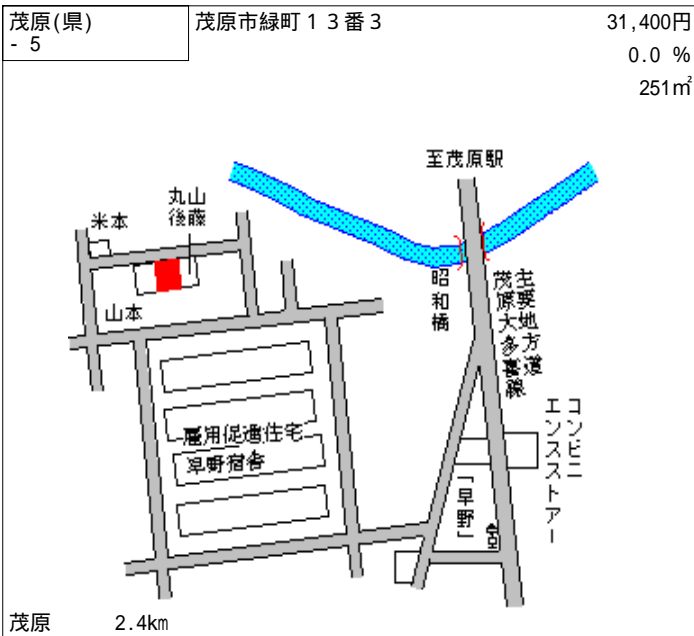 茂原(県)
- 5
茂原市緑町１３番３
31,400円
0.0 %
251㎡
至茂原駅
丸山
後藤
米本
山本
昭和橋
主要地方道
茂原大多喜線
雇用促進住宅
早野宿舎
コンビニ
エンスストアー
「早野」
茂原 2.4km